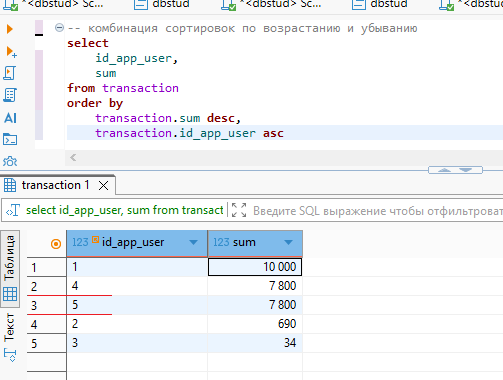 *<dbstud> Sc...
dbstud
*<dbstud> Sc...
dbstud
-- комбинация сортировок по возрастанию и убыванию
select
id_app_user,
sum
from transaction
order by
transaction.sum desc,
transaction.id_app_user asc
AI
transaction 1
select id_app_user, sum from transact
Введите SQL выражение чтобы отфильтровать
Таблица
Текст
123 id_app_user
123 sum
1 1 10 000
2 4 7 800
3 5 7 800
4 2 690
5 3 34